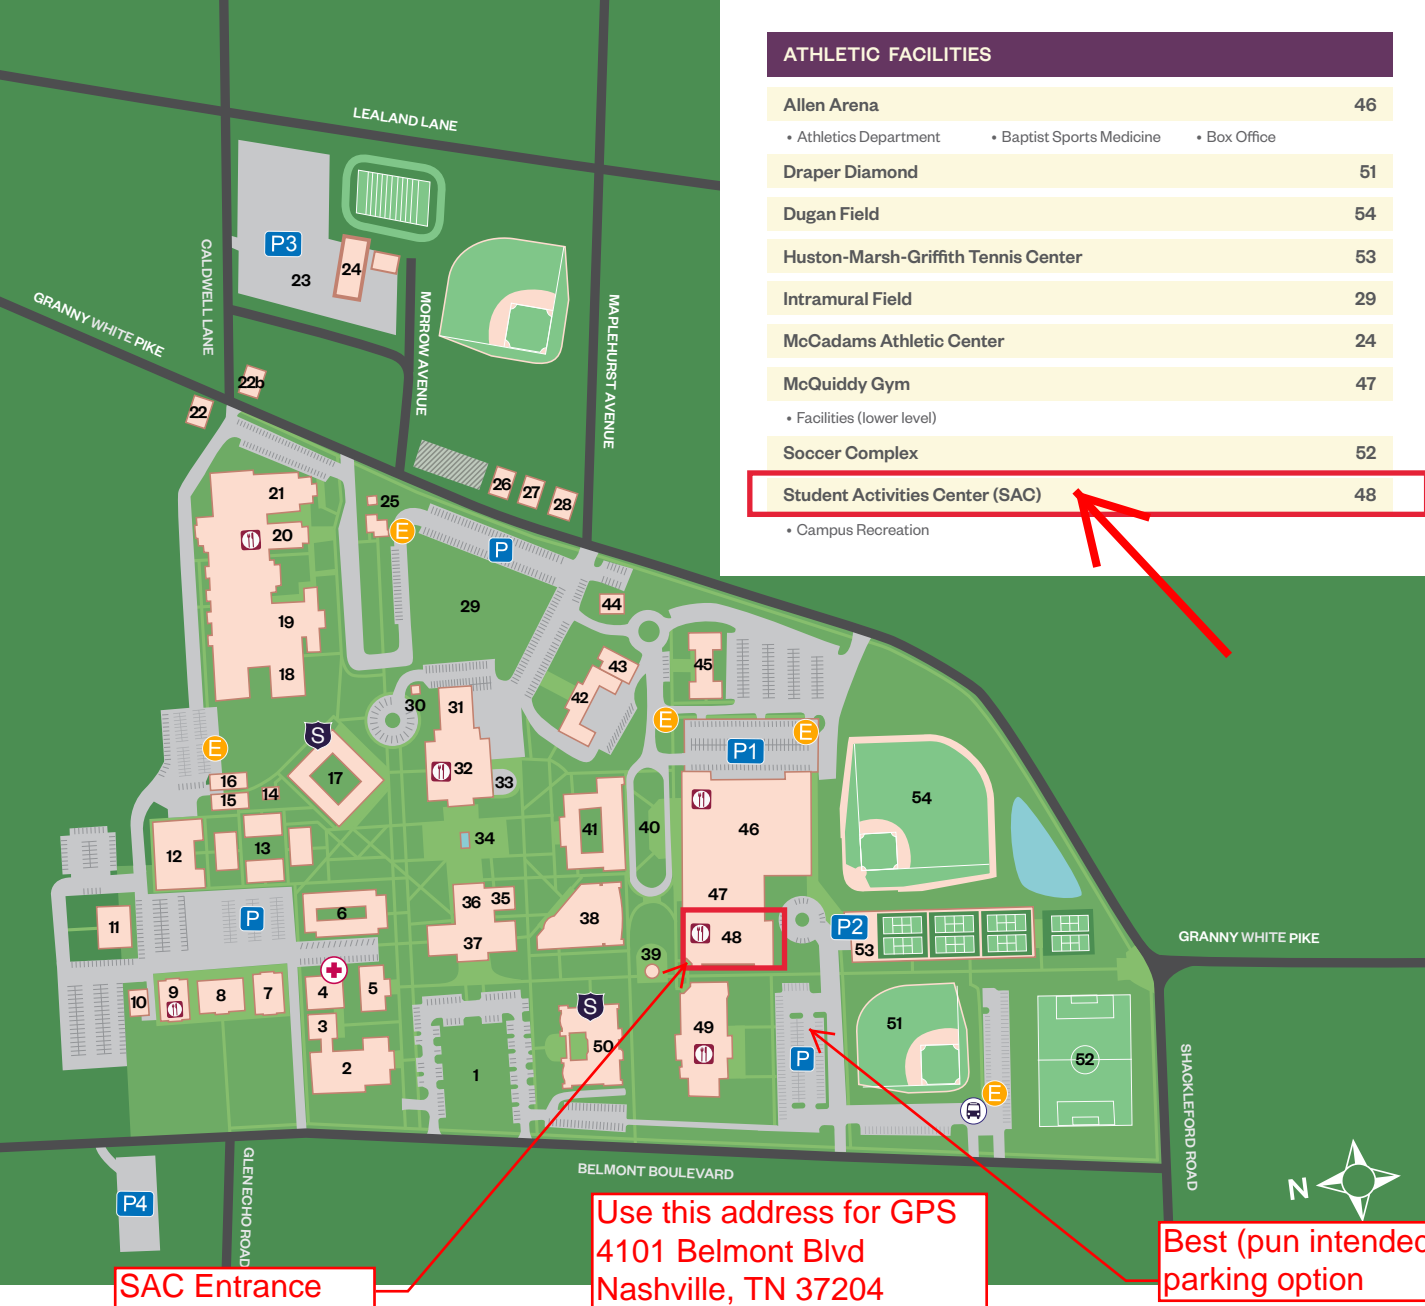 ATHLETIC FACILITIES
Allen Arena 46
• Athletics Department • Baptist Sports Medicine • Box Office
Draper Diamond 51
Dugan Field 54
Huston-Marsh-Griffith Tennis Center 53
Intramural Field 29
McCadams Athletic Center 24
McQuiddy Gym 47
• Facilities (lower level)
Soccer Complex 52
Student Activities Center (SAC) 48
• Campus Recreation
LEALAND LANE
CALDWELL LANE
GRANNY WHITE PIKE
MORROW AVENUE
MAPLEHURST AVENUE
P3
23
24
22b
22
21
20
19
18
25
E
26
27
28
P
29
44
45
43
42
30
31
32
33
S
17
E
16
15
14
13
12
11
P
6
34
41
40
E
E
P1
46
47
48
54
36
35
37
38
39
P2
53
GRANNY WHITE PIKE
10
9
8
7
4
5
3
2
1
S
50
49
P
51
52
E
SHACKLEFORD ROAD
BELMONT BOULEVARD
GLEN ECHO ROAD
P4
N
SAC Entrance
Use this address for GPS
4101 Belmont Blvd
Nashville, TN 37204
Best (pun intended
parking option